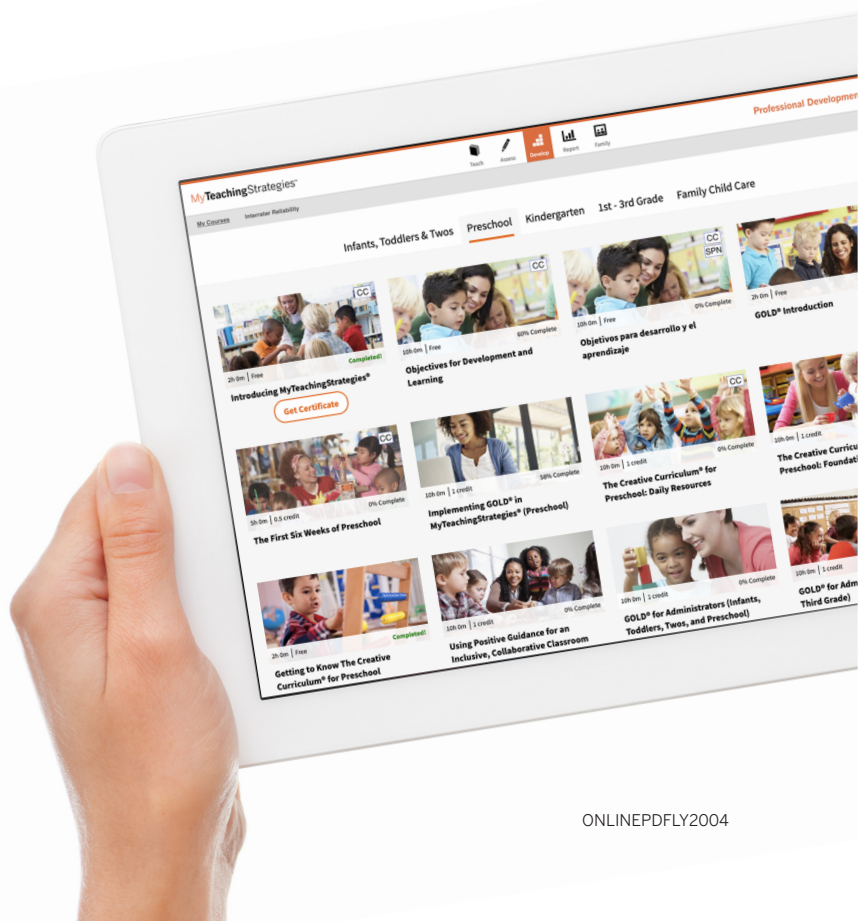 Professional Developmen
Teach
Assess
Develop
Report
Family
MyTeachingStrategies™
My Courses
Interrater Reliability
Infants, Toddlers & Twos
Preschool
Kindergarten
1st - 3rd Grade
Family Child Care
CC
2h 0m | Free
Completed!
Introducing MyTeachingStrategies®
Get Certificate
CC
10h 0m | Free
60% Complete
Objectives for Development and
Learning
CC
SPN
10h 0m | Free
0% Complete
Objetivos para desarrollo y el
aprendizaje
2h 0m | Free
GOLD® Introduction
CC
5h 0m | 0.5 credit
0% Complete
The First Six Weeks of Preschool
10h 0m | 1 credit
58% Complete
Implementing GOLD® in
MyTeachingStrategies® (Preschool)
CC
10h 0m | 1 credit
0% Complete
The Creative Curriculum® for
Preschool: Daily Resources
10h 0m | 1 credit
The Creative Curricu
Preschool: Foundati
2h 0m | Free
Completed!
Getting to Know The Creative
Curriculum® for Preschool
10h 0m | 1 credit
0% Complete
Using Positive Guidance for an
Inclusive, Collaborative Classroom
10h 0m | 1 credit
0% Complete
GOLD® for Administrators (Infants,
Toddlers, Twos, and Preschool)
10h 0m | 1 credit
GOLD® for Adm
Third Grade)
ONLINEPDFLY2004